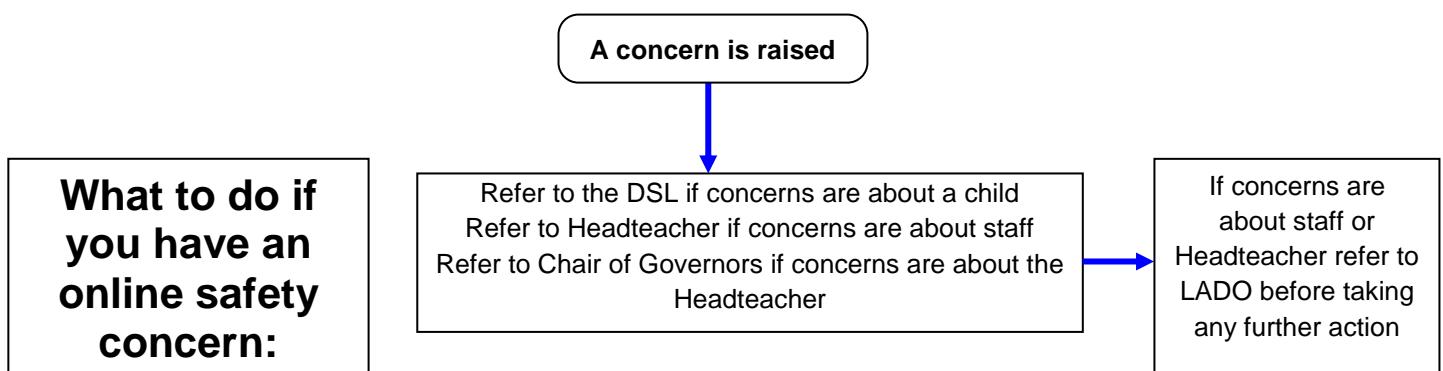 A concern is raised
What to do if
you have an
online safety
concern:
Refer to the DSL if concerns are about a child
Refer to Headteacher if concerns are about staff
Refer to Chair of Governors if concerns are about the
Headteacher
If concerns are
about staff or
Headteacher refer to
LADO before taking
any further action